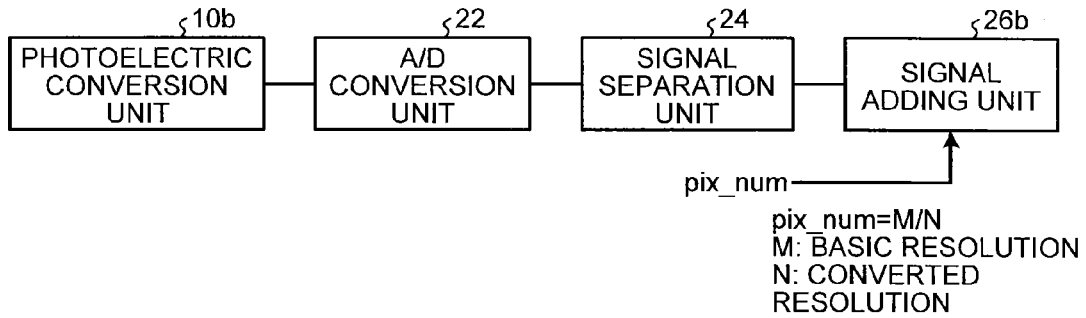 10b
22
24
26b
PHOTOELECTRIC
CONVERSION
UNIT
A/D
CONVERSION
UNIT
SIGNAL
SEPARATION
UNIT
SIGNAL
ADDING UNIT
pix_num
pix_num=M/N
M: BASIC RESOLUTION
N: CONVERTED
RESOLUTION